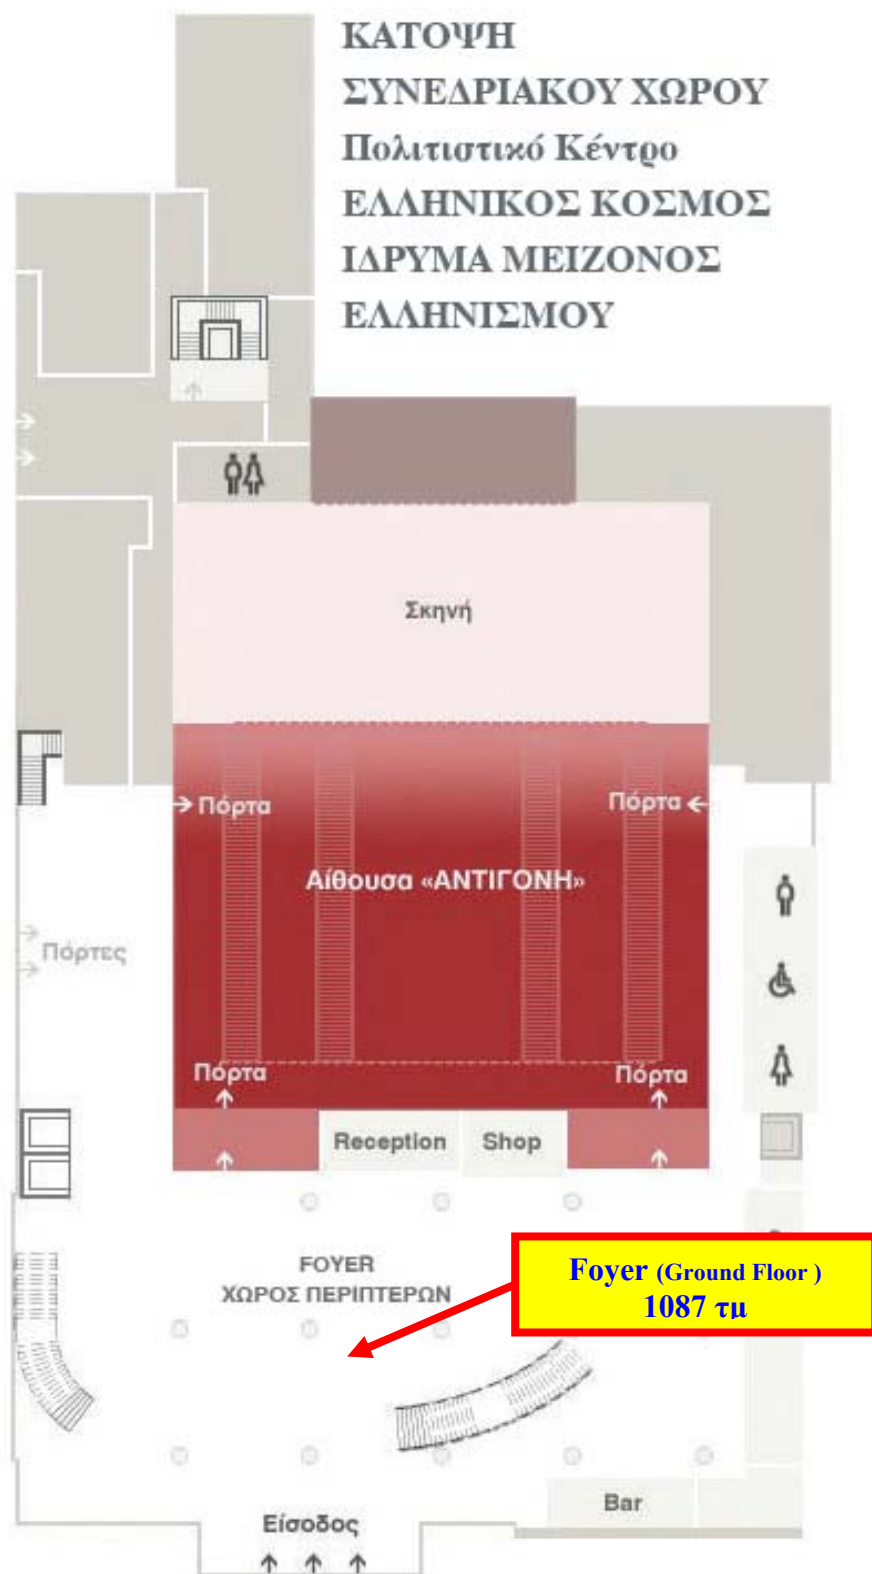 ΚΑΤΟΨΗ
ΣΥΝΕΔΡΙΑΚΟΥ ΧΩΡΟΥ
Πολιτιστικό Κέντρο
ΕΛΛΗΝΙΚΟΣ ΚΟΣΜΟΣ
ΙΔΡΥΜΑ ΜΕΙΖΟΝΟΣ
ΕΛΛΗΝΙΣΜΟΥ
Σκηνή
Πόρτα
Πόρτα
Αίθουσα «ΑΝΤΙΓΟΝΗ»
Πόρτες
Πόρτα
Πόρτα
Reception
Shop
FOYER
ΧΩΡΟΣ ΠΕΡΙΠΤΕΡΩΝ
Foyer (Ground Floor )
1087 τμ
Bar
Είσοδος